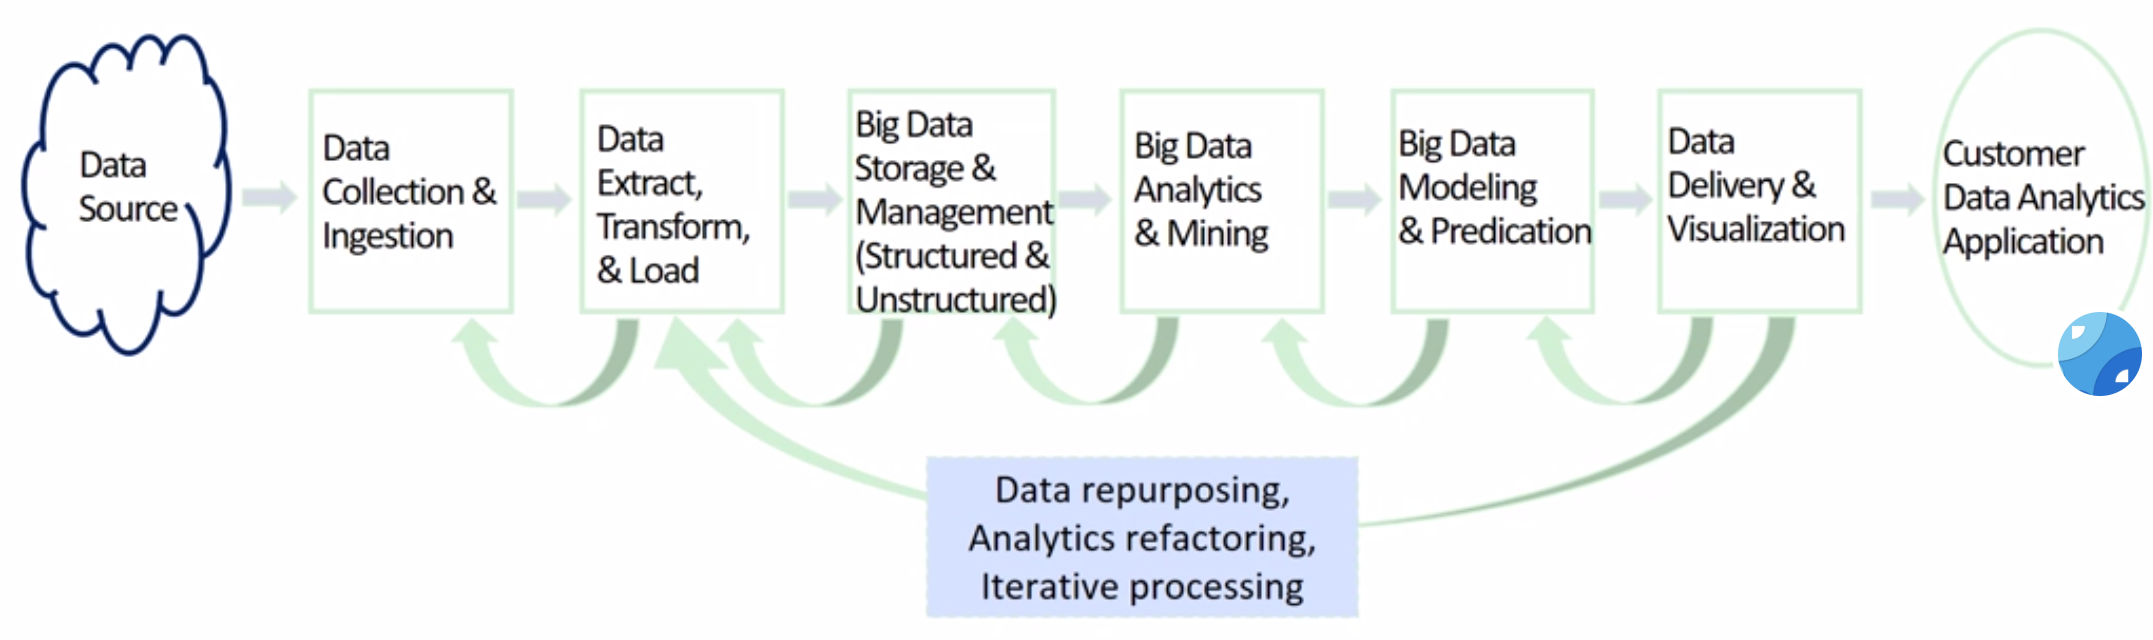 Data
Source
Data
Collection &
Ingestion
Data
Extract,
Transform,
& Load
Big Data
Storage &
Management
(Structured &
Unstructured)
Big Data
Analytics
& Mining
Big Data
Modeling
& Predication
Data
Delivery &
Visualization
Customer
Data Analytics
Application
Data repurposing,
Analytics refactoring,
Iterative processing